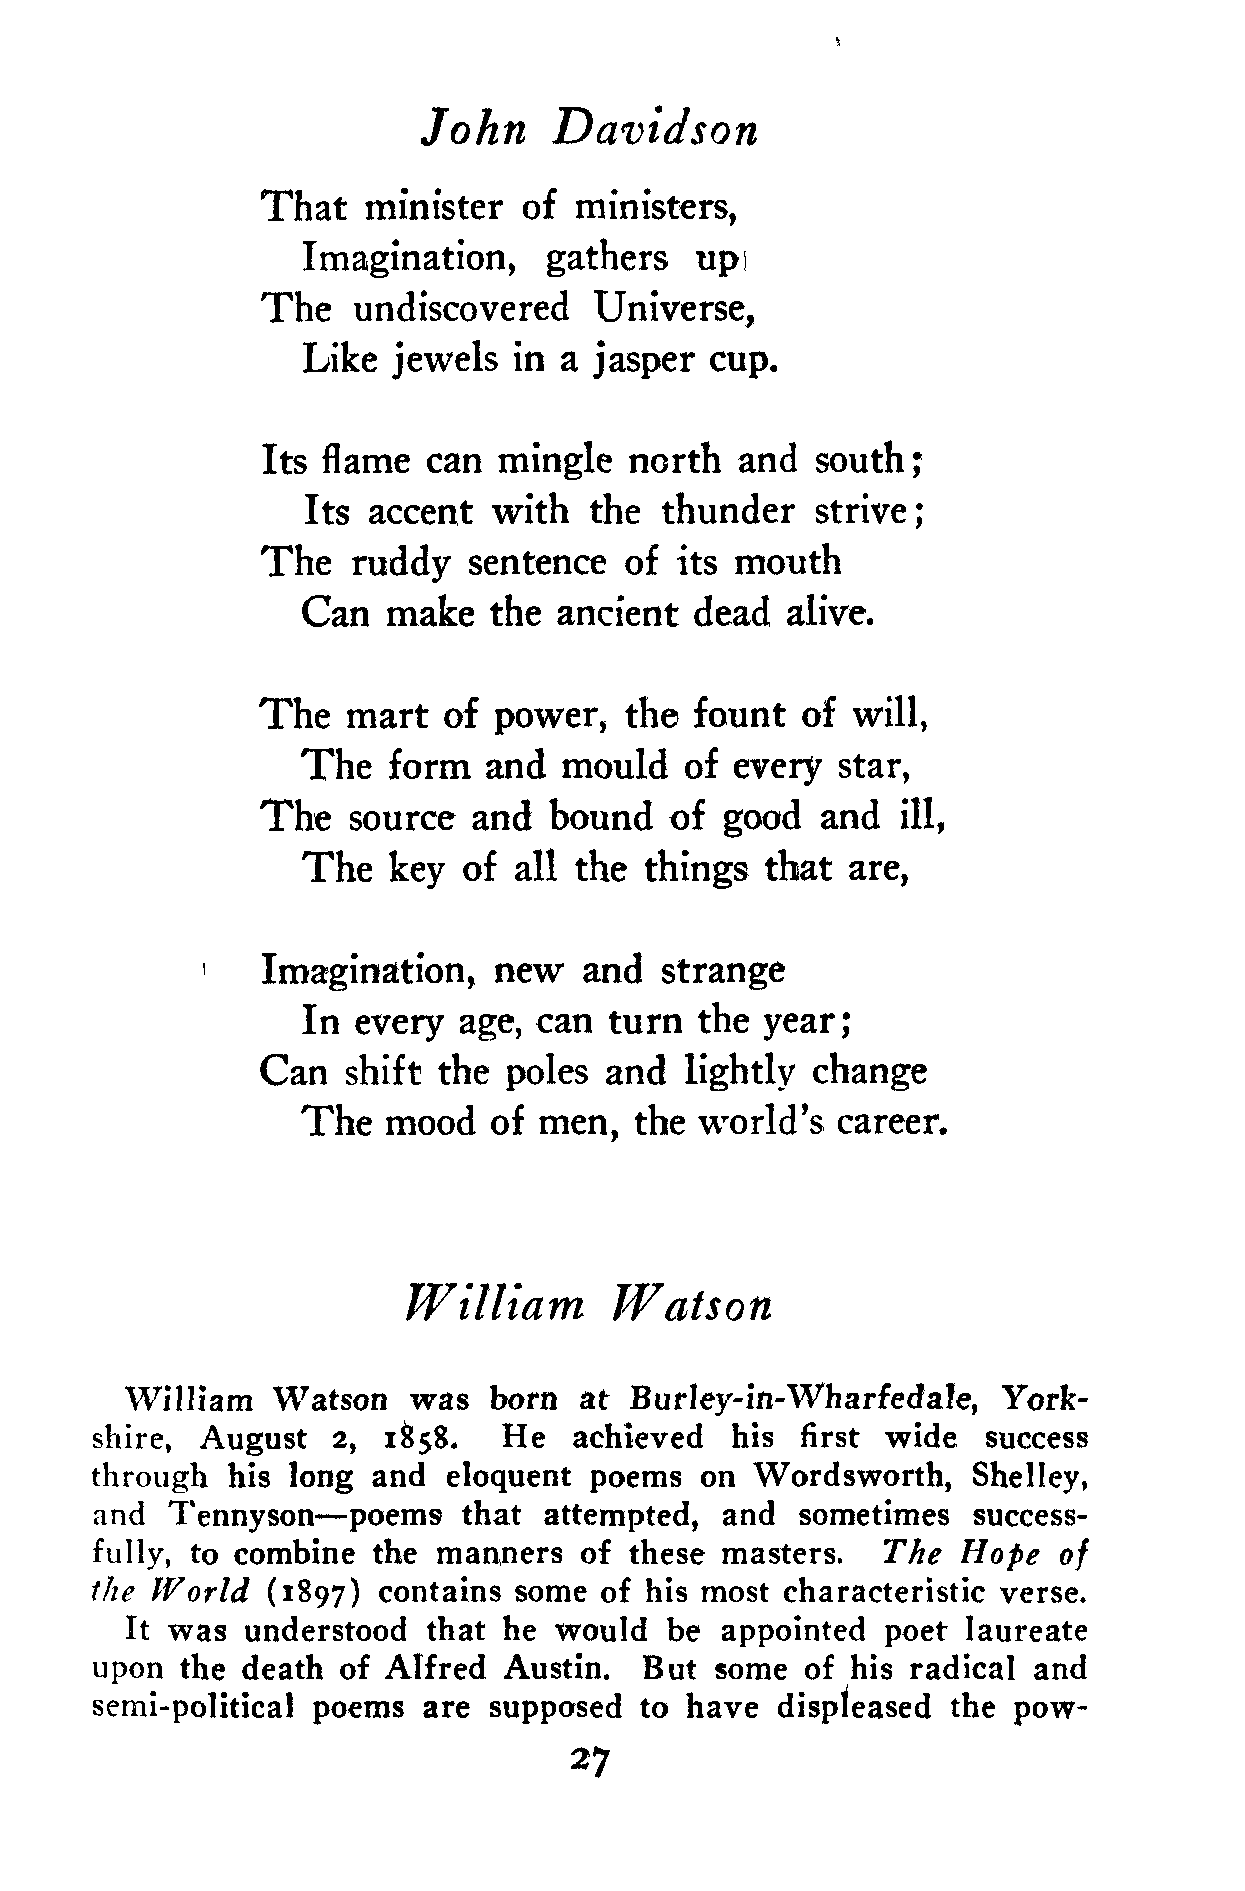 John Davidson
That minister of ministers,
Imagination, gathers up
The undiscovered Universe,
Like jewels in a jasper cup.
Its flame can mingle north and south;
Its accent with the thunder strive;
The ruddy sentence of its mouth
Can make the ancient dead alive.
The mart of power, the fount of will,
The form and mould of every star,
The source and bound of good and ill,
The key of all the things that are,
Imagination, new and strange
In every age, can turn the year;
Can shift the poles and lightly change
The mood of men, the world's career.
William Watson
William Watson was born at Burley-in-Wharfedale, York-
shire, August 2, 1858. He achieved his first wide success
through his long and eloquent poems on Wordsworth, Shelley,
and Tennyson—poems that attempted, and sometimes success-
fully, to combine the manners of these masters. The Hope of
the World (1897) contains some of his most characteristic verse.
It was understood that he would be appointed poet laureate
upon the death of Alfred Austin. But some of his radical and
semi-political poems are supposed to have displeased the pow-
27